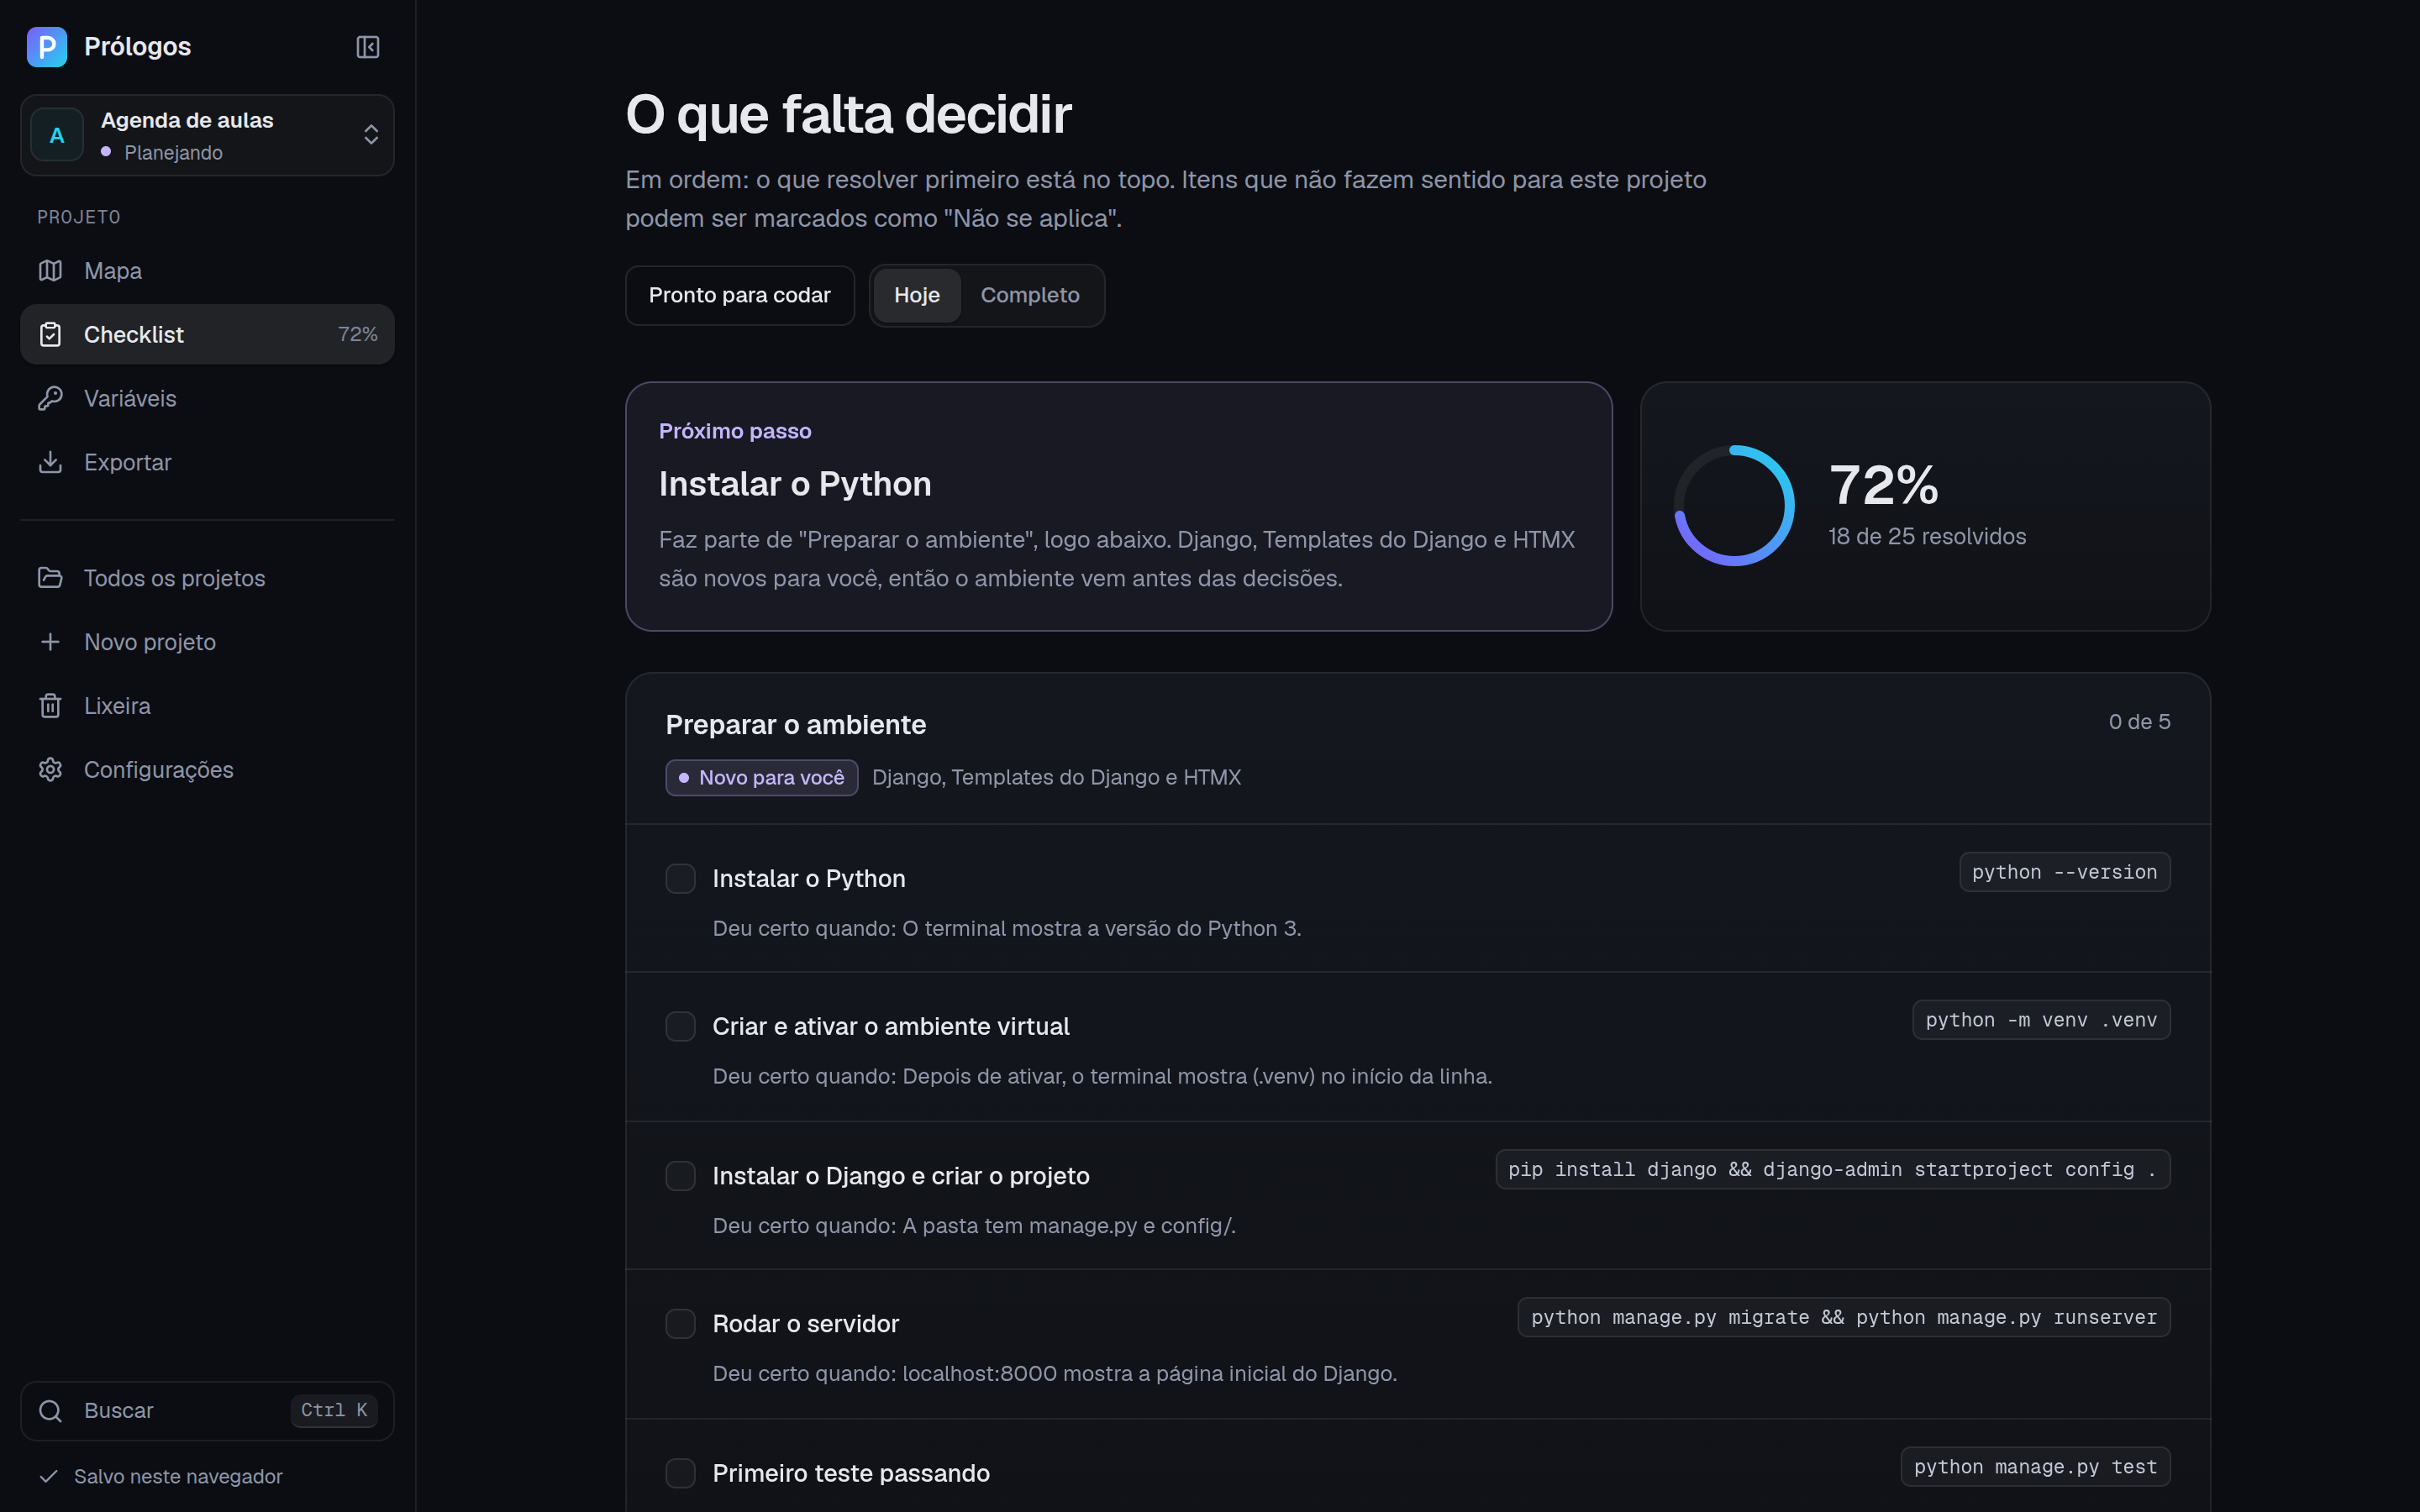 P
Prólogos
A
Agenda de aulas
Planejando
PROJETO
Mapa
Checklist
72%
Variáveis
Exportar
Todos os projetos
Novo projeto
Lixeira
Configurações
Buscar
Ctrl K
Salvo neste navegador
O que falta decidir
Em ordem: o que resolver primeiro está no topo. Itens que não fazem sentido para este projeto
podem ser marcados como "Não se aplica".
Pronto para codar
Hoje
Completo
Próximo passo
Instalar o Python
Faz parte de "Preparar o ambiente", logo abaixo. Django, Templates do Django e HTMX
são novos para você, então o ambiente vem antes das decisões.
72%
18 de 25 resolvidos
Preparar o ambiente
0 de 5
Novo para você
Django, Templates do Django e HTMX
Instalar o Python
python --version
Deu certo quando: O terminal mostra a versão do Python 3.
Criar e ativar o ambiente virtual
python -m venv .venv
Deu certo quando: Depois de ativar, o terminal mostra (.venv) no início da linha.
Instalar o Django e criar o projeto
pip install django && django-admin startproject config .
Deu certo quando: A pasta tem manage.py e config/.
Rodar o servidor
python manage.py migrate && python manage.py runserver
Deu certo quando: localhost:8000 mostra a página inicial do Django.
Primeiro teste passando
python manage.py test